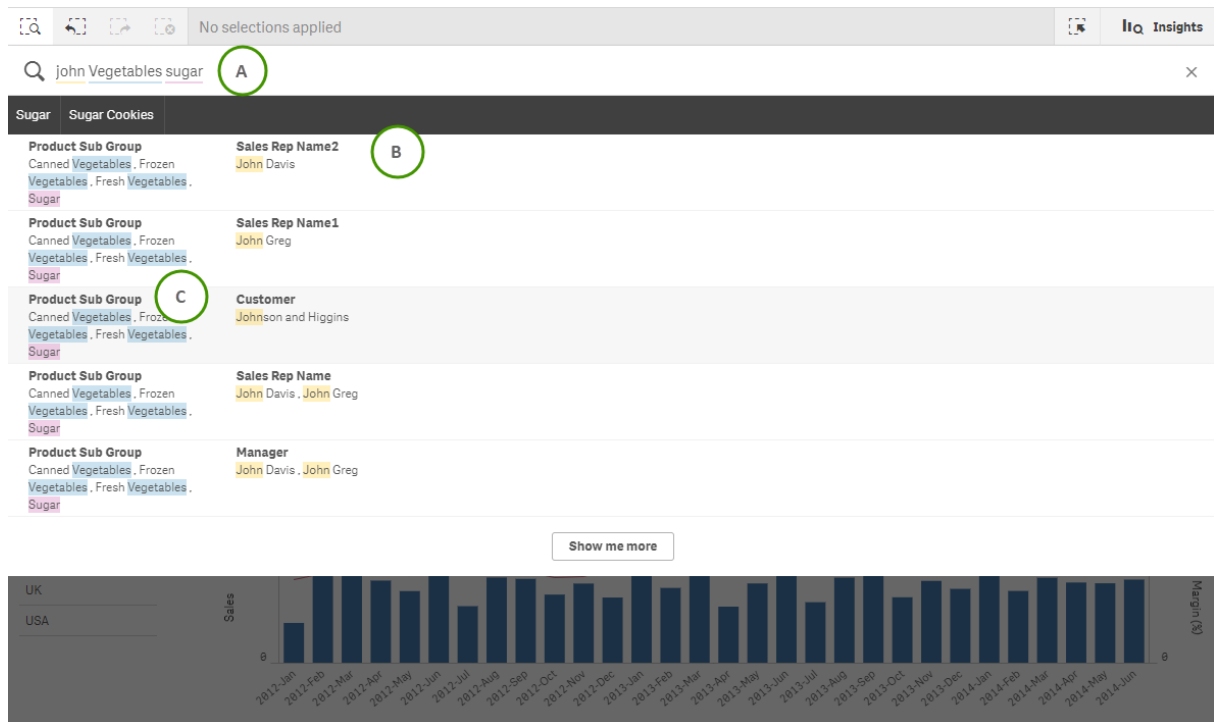 No selections applied
Insights
john Vegetables sugar
A
Sugar Sugar Cookies
Product Sub Group
Canned Vegetables, Frozen
Vegetables, Fresh Vegetables,
Sugar
Sales Rep Name2
John Davis
B
Product Sub Group
Canned Vegetables, Frozen
Vegetables, Fresh Vegetables,
Sugar
Sales Rep Name1
John Greg
Product Sub Group
Canned Vegetables, Froze
Vegetables, Fresh Vegetables,
Sugar
C
Customer
Johnson and Higgins
Product Sub Group
Canned Vegetables, Frozen
Vegetables, Fresh Vegetables,
Sugar
Sales Rep Name
John Davis, John Greg
Product Sub Group
Canned Vegetables, Frozen
Vegetables, Fresh Vegetables,
Sugar
Manager
John Davis, John Greg
Show me more
UK
USA
Sales
0
Margin (%)
0
2012-Jan
2012-Feb
2012-Mar
2012-Apr
2012-May
2012-Jun
2012-Jul
2012-Aug
2012-Sep
2012-Oct
2012-Nov
2012-Dec
2013-Jan
2013-Feb
2013-Mar
2013-Apr
2013-May
2013-Jun
2013-Jul
2013-Aug
2013-Sep
2013-Oct
2013-Nov
2013-Dec
2014-Jan
2014-Feb
2014-Mar
2014-Apr
2014-May
2014-Jun